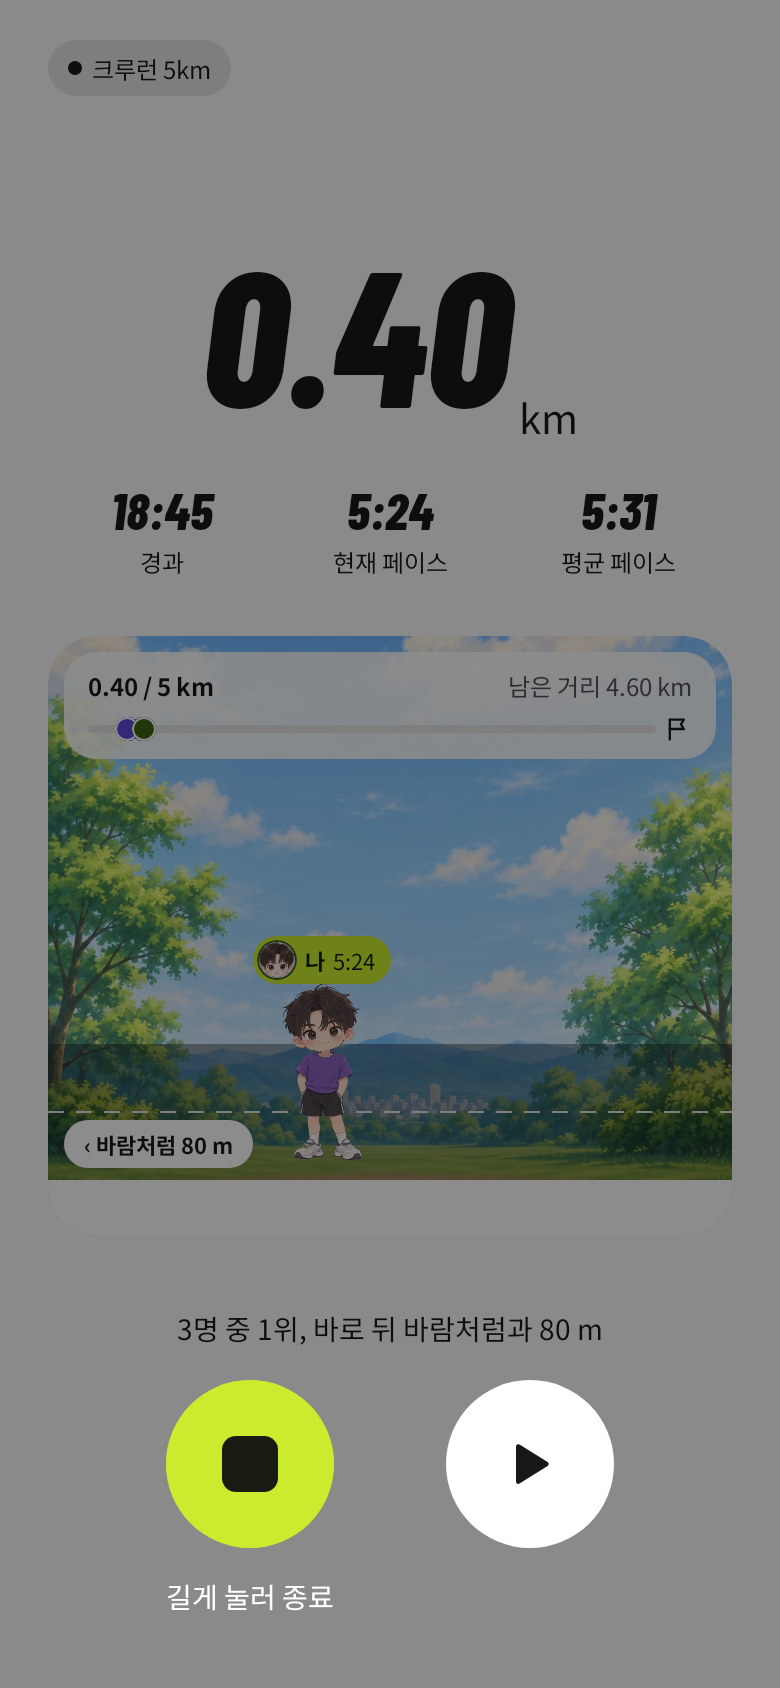 크루런 5km
0.40 km
18:45 5:24 5:31
경과 현재 페이스 평균 페이스
0.40 / 5 km 남은 거리 4.60 km
나 5:24
‹ 바람처럼 80 m
3명 중 1위, 바로 뒤 바람처럼과 80 m
길게 눌러 종료